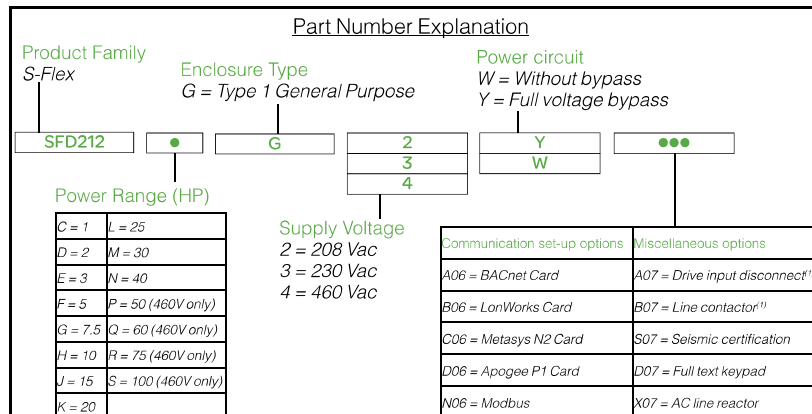 Part Number Explanation
Product Family
S-Flex
Enclosure Type
G = Type 1 General Purpose
Power circuit
W = Without bypass
Y = Full voltage bypass
SFD212 ● G 2 Y ●●●
3 W
4
Power Range (HP)
C = 1 L = 25
D = 2 M = 30
E = 3 N = 40
F = 5 P = 50 (460V only)
G = 7.5 Q = 60 (460V only)
H = 10 R = 75 (460V only)
J = 15 S = 100 (460V only)
K = 20
Supply Voltage
2 = 208 Vac
3 = 230 Vac
4 = 460 Vac
Communication set-up options Miscellaneous options
A06 = BACnet Card A07 = Drive input disconnect(1
B06 = LonWorks Card B07 = Line contactor(1)
C06 = Metasys N2 Card S07 = Seismic certification
D06 = Apogee P1 Card D07 = Full text keypad
N06 = Modbus X07 = AC line reactor